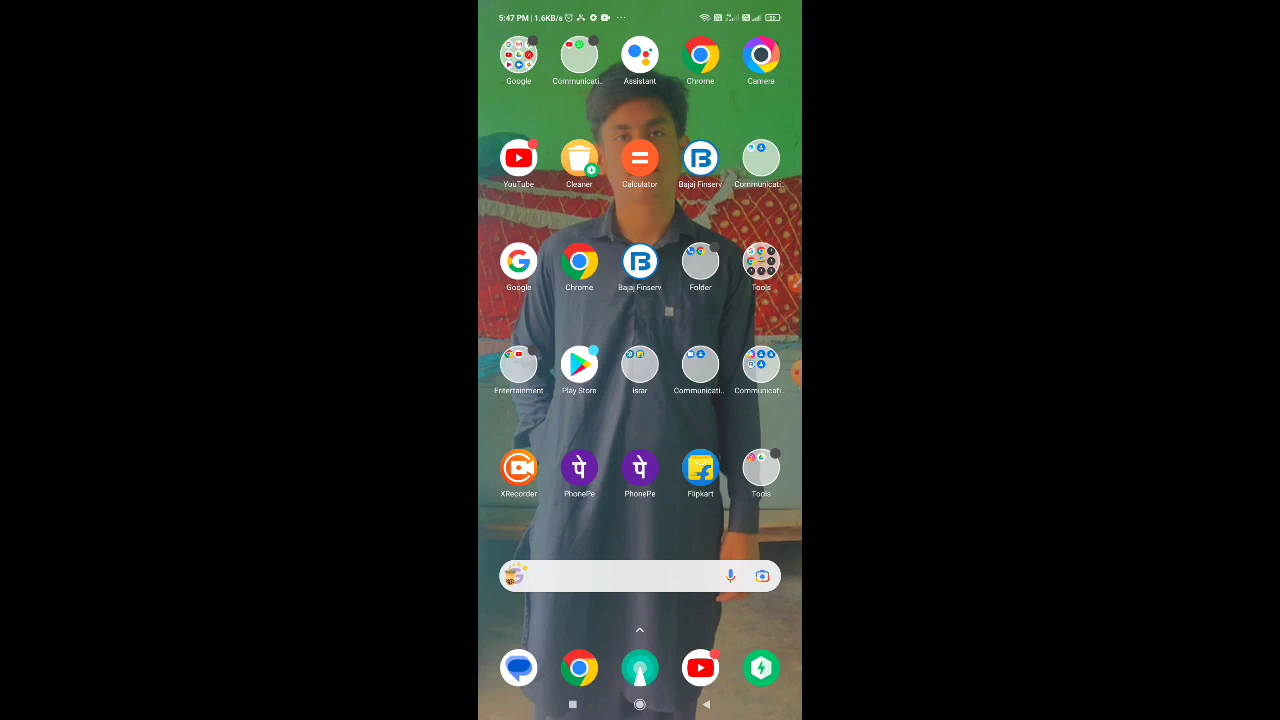 5:47 PM | 1.6KB/s
Google Communicati.. Assistant Chrome Camera
YouTube Cleaner Calculator Bajaj Finserv Communicati..
Google Chrome Bajaj Finserv Folder Tools
Entertainment Play Store israr Communicati.. Communicati..
पे पे
XRecorder PhonePe PhonePe Flipkart Tools